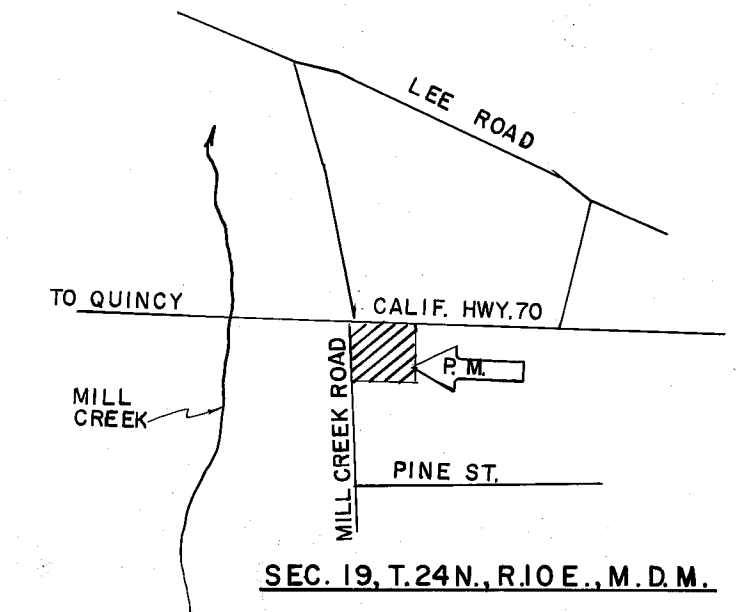 LEE ROAD
TO QUINCY
CALIF. HWY. 70
P. M.
MILL CREEK ROAD
MILL
CREEK
PINE ST.
SEC. 19, T. 24 N., R. 10 E., M. D. M.